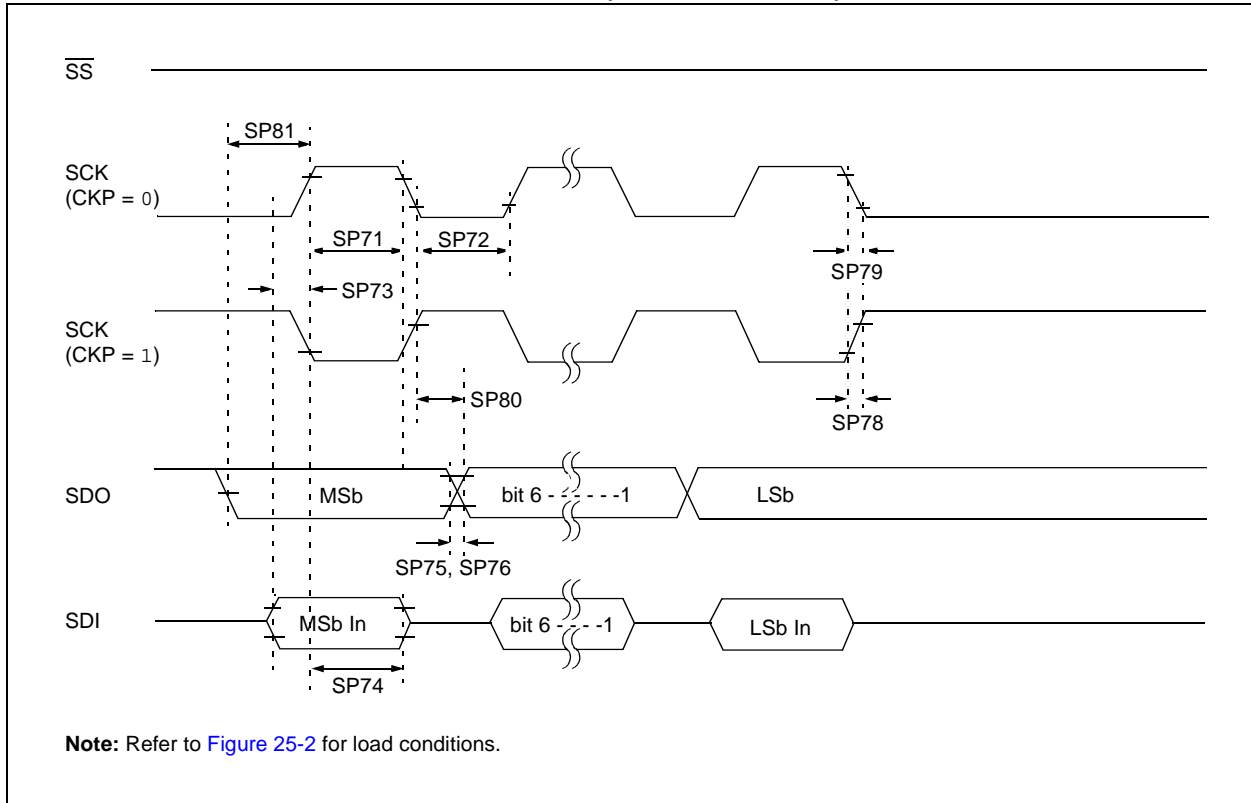 SS
SP81
SCK
(CKP = 0)
SP71
SP72
SP79
SP73
SCK
(CKP = 1)
SP80
SP78
SDO
MSb
bit 6 - - - - - - -1
LSb
SP75, SP76
SDI
MSb In
bit 6 - - - - -1
LSb In
SP74
Note: Refer to Figure 25-2 for load conditions.